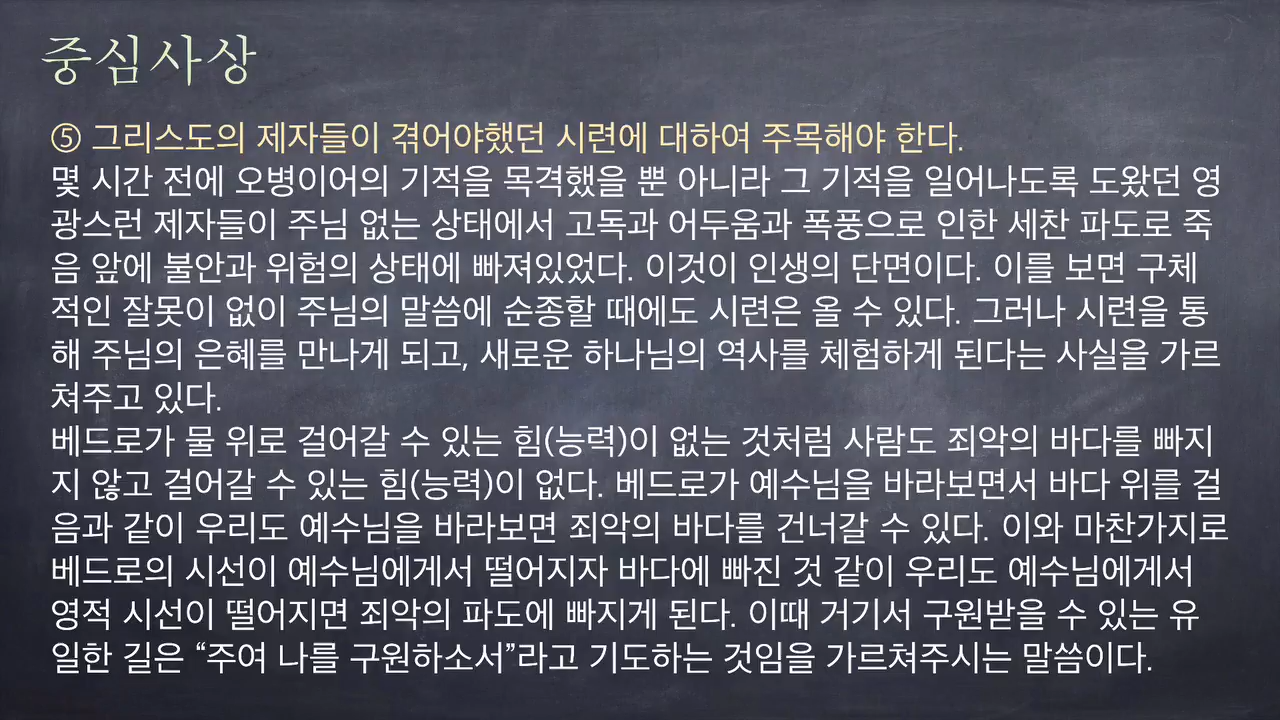 중심사상
⑤ 그리스도의 제자들이 겪어야했던 시련에 대하여 주목해야 한다.
몇 시간 전에 오병이어의 기적을 목격했을 뿐 아니라 그 기적을 일어나도록 도왔던 영
광스런 제자들이 주님 없는 상태에서 고독과 어두움과 폭풍으로 인한 세찬 파도로 죽
음 앞에 불안과 위험의 상태에 빠져있었다. 이것이 인생의 단면이다. 이를 보면 구체
적인 잘못이 없이 주님의 말씀에 순종할 때에도 시련은 올 수 있다. 그러나 시련을 통
해 주님의 은혜를 만나게 되고, 새로운 하나님의 역사를 체험하게 된다는 사실을 가르
쳐주고 있다.
베드로가 물 위로 걸어갈 수 있는 힘(능력)이 없는 것처럼 사람도 죄악의 바다를 빠지
지 않고 걸어갈 수 있는 힘(능력)이 없다. 베드로가 예수님을 바라보면서 바다 위를 걸
음과 같이 우리도 예수님을 바라보면 죄악의 바다를 건너갈 수 있다. 이와 마찬가지로
베드로의 시선이 예수님에게서 떨어지자 바다에 빠진 것 같이 우리도 예수님에게서
영적 시선이 떨어지면 죄악의 파도에 빠지게 된다. 이때 거기서 구원받을 수 있는 유
일한 길은 “주여 나를 구원하소서”라고 기도하는 것임을 가르쳐주시는 말씀이다.